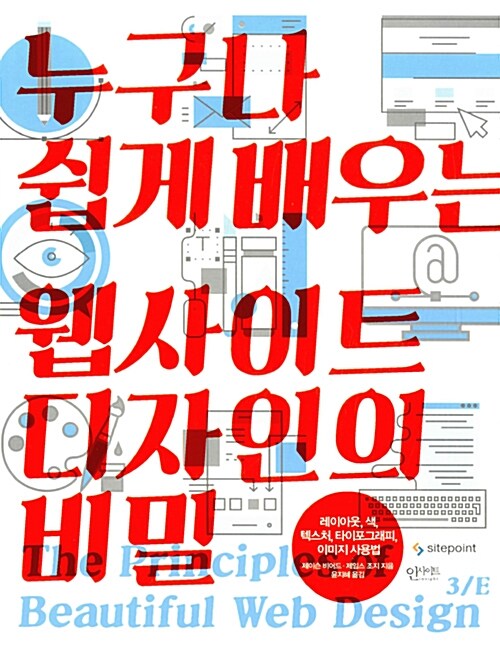 누구나
쉽게 배우는
웹사이트
디자인의
비밀
레이아웃, 색,
텍스처, 타이포그래피,
이미지 사용법
제이슨 비어드 · 제임스 조지 지음
윤지혜 옮김
sitepoint
인사이트
insight
The Principles of
Beautiful Web Design
3/E
@